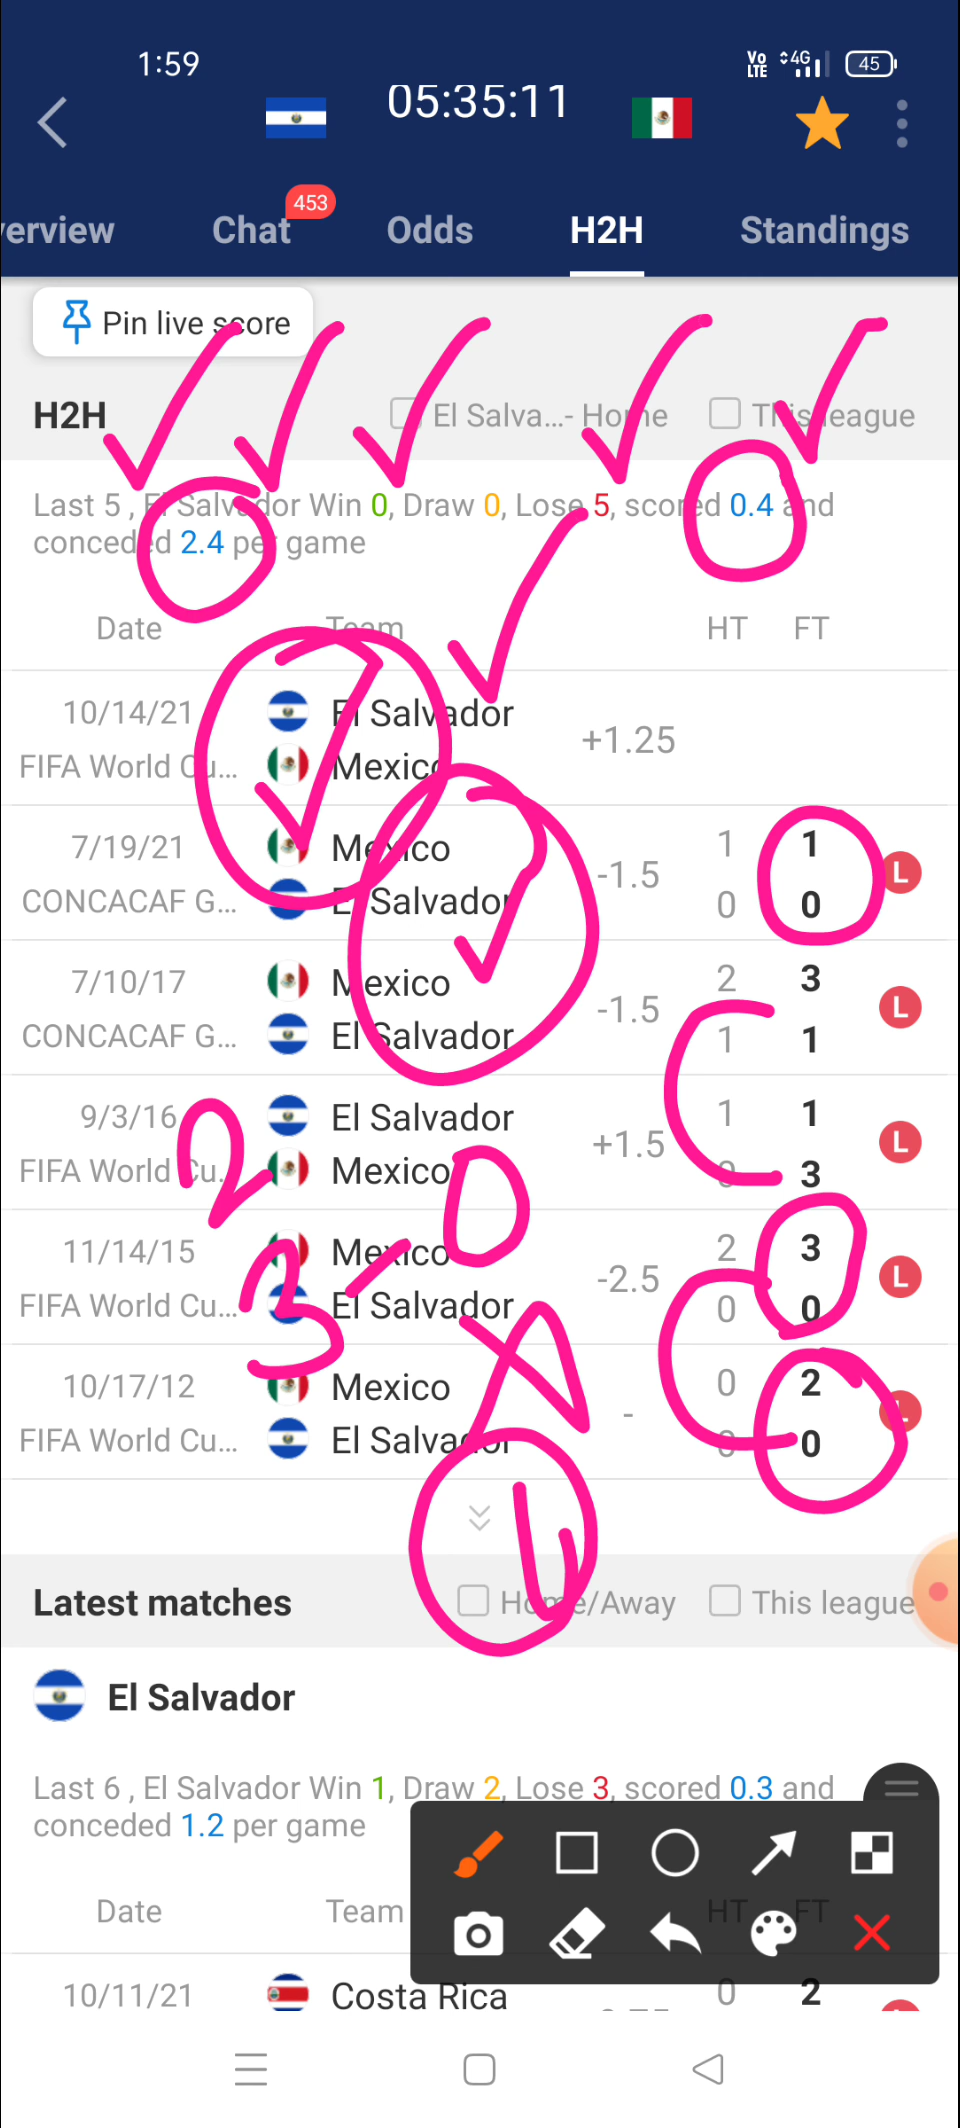 1:59 Vo LTE 4G 45
05:35:11
verview Chat 453 Odds H2H Standings
Pin live score
H2H El Salva...- Home This league
Last 5 , El Salvador Win 0, Draw 0, Lose 5, scored 0.4 and
conceded 2.4 per game
Date Team HT FT
10/14/21 El Salvador
+1.25
FIFA World Cu... Mexico
7/19/21 Mexico 1 1
-1.5 L
CONCACAF G... El Salvador 0 0
7/10/17 Mexico 2 3
-1.5 L
CONCACAF G... El Salvador 1 1
9/3/16 El Salvador 1 1
+1.5 L
FIFA World Cu... Mexico 0 3
2 - 0
11/14/15 Mexico 2 3
-2.5 L
FIFA World Cu... El Salvador 0 0
3
10/17/12 Mexico 0 2
- L
FIFA World Cu... El Salvador 0 0
Latest matches Home/Away This league
El Salvador
Last 6 , El Salvador Win 1, Draw 2, Lose 3, scored 0.3 and
conceded 1.2 per game
Date Team HT FT
10/11/21 Costa Rica 0 2